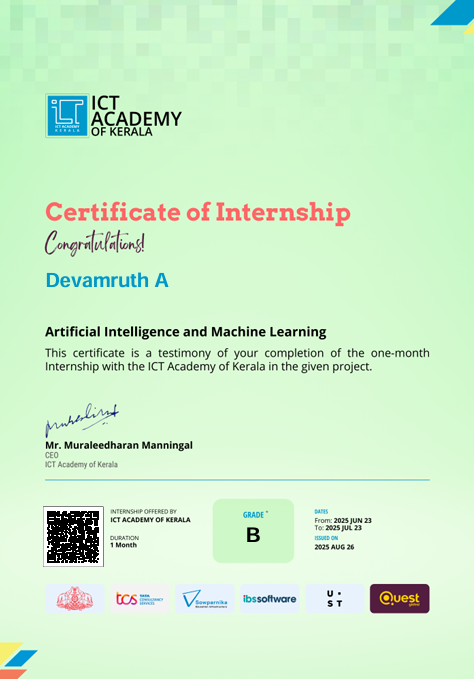 ICT
ACADEMY
OF KERALA
ICT ACADEMY
KERALA
Certificate of Internship
Congratulations!
Devamruth A
Artificial Intelligence and Machine Learning
This certificate is a testimony of your completion of the one-month
Internship with the ICT Academy of Kerala in the given project.
Mr. Muraleedharan Manningal
CEO
ICT Academy of Kerala
INTERNSHIP OFFERED BY
ICT ACADEMY OF KERALA
DURATION
1 Month
GRADE *
B
DATES
From: 2025 JUN 23
To: 2025 JUL 23
ISSUED ON
2025 AUG 26
tcs TATA
CONSULTANCY
SERVICES
Sowparnika
ibssoftware
U • 
S T
Quest
global